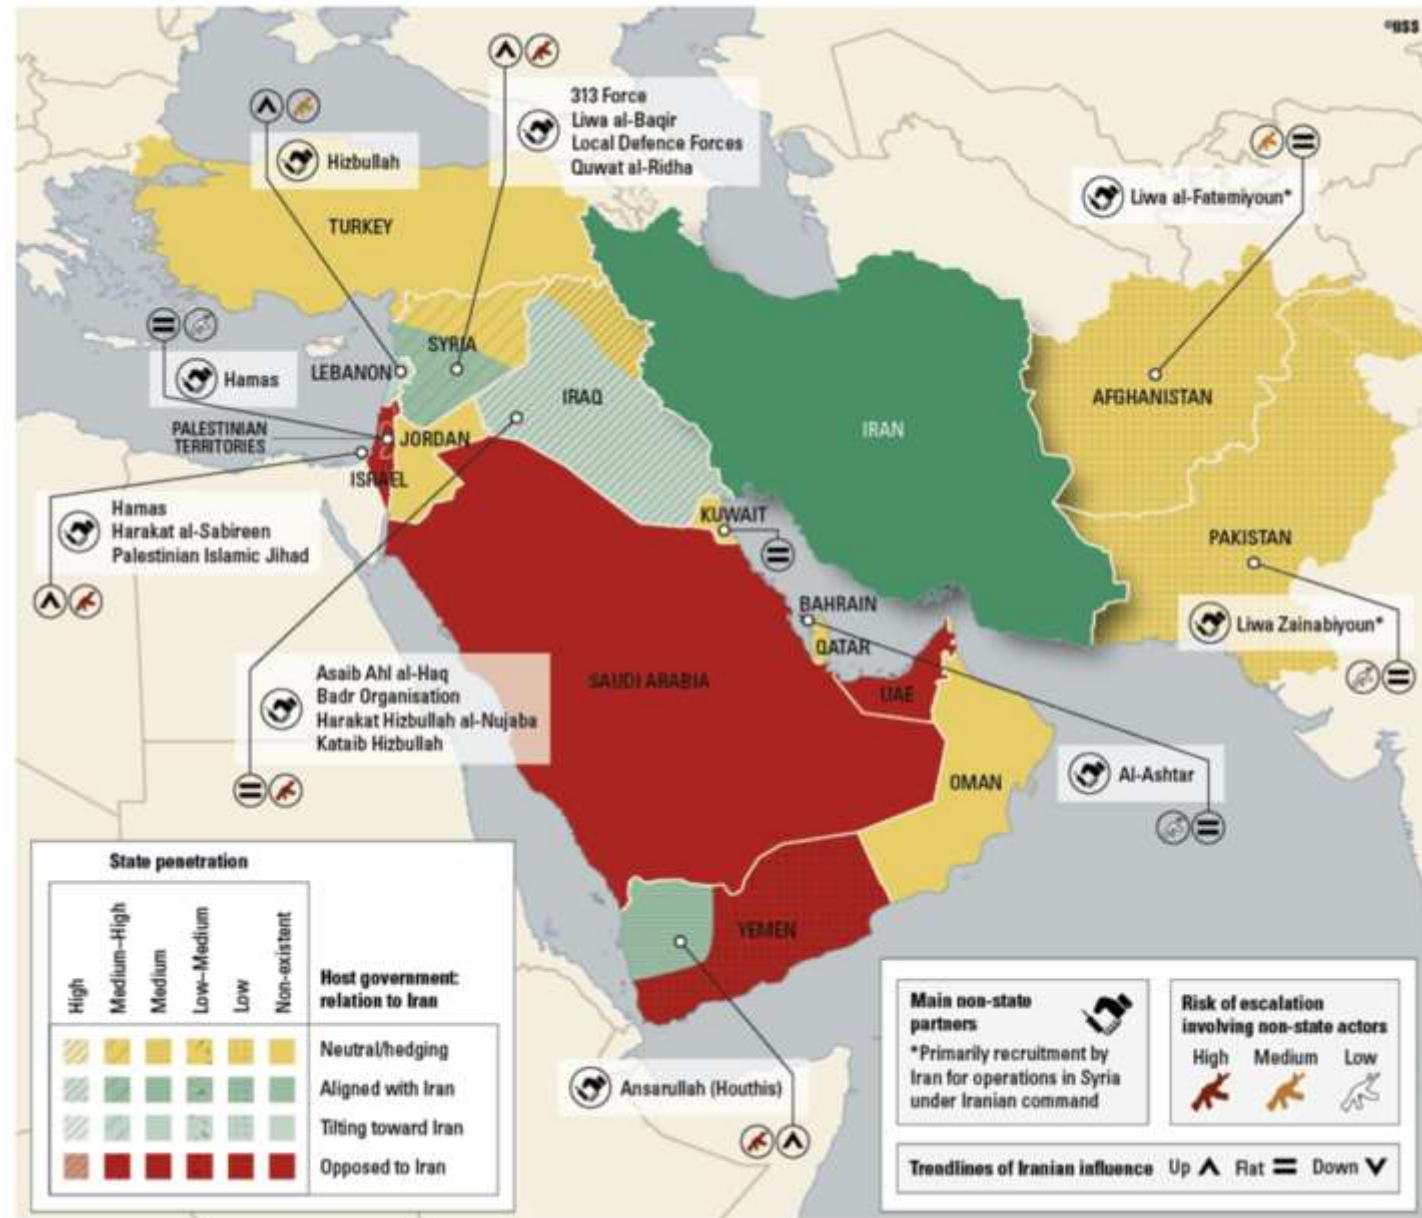 ©IISS
313 Force
Liwa al-Baqir
Local Defence Forces
Quwat al-Ridha
Hizbullah
Liwa al-Fatemiyoun*
TURKEY
SYRIA
LEBANON
Hamas
IRAQ
IRAN
AFGHANISTAN
PALESTINIAN
TERRITORIES
JORDAN
ISRAEL
Hamas
Harakat al-Sabireen
Palestinian Islamic Jihad
KUWAIT
PAKISTAN
BAHRAIN
Liwa Zainabiyoun*
QATAR
SAUDI ARABIA
UAE
Asaib Ahl al-Haq
Badr Organisation
Harakat Hizbullah al-Nujaba
Kataib Hizbullah
Al-Ashtar
OMAN
YEMEN
Ansarullah (Houthis)
State penetration
High
Medium–High
Medium
Low–Medium
Low
Non-existent
Host government:
relation to Iran
Neutral/hedging
Aligned with Iran
Tilting toward Iran
Opposed to Iran
Main non-state
partners
*Primarily recruitment by
Iran for operations in Syria
under Iranian command
Risk of escalation
involving non-state actors
High Medium Low
Trendlines of Iranian influence Up Flat Down